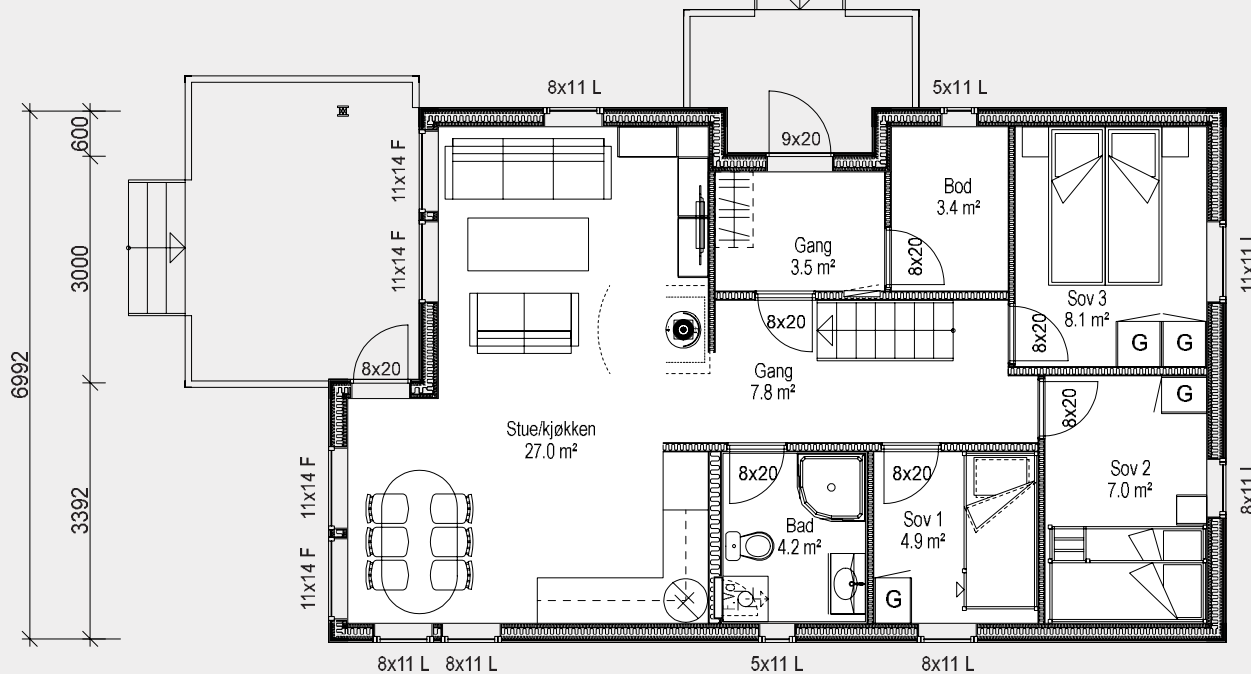 8x11 L
5x11 L
600
9x20
11x14 F
Bod
3.4 m²
3000
11x14 F
Gang
3.5 m²
8x20
11x11 L
Sov 3
8.1 m²
8x20
8x20
G
G
6992
8x20
Gang
7.8 m²
8x20
G
Stue/kjøkken
27.0 m²
11x14 F
8x20
8x20
Sov 2
7.0 m²
8x11 L
3392
Bad
4.2 m²
Sov 1
4.9 m²
11x14 F
G
8x11 L
8x11 L
5x11 L
8x11 L